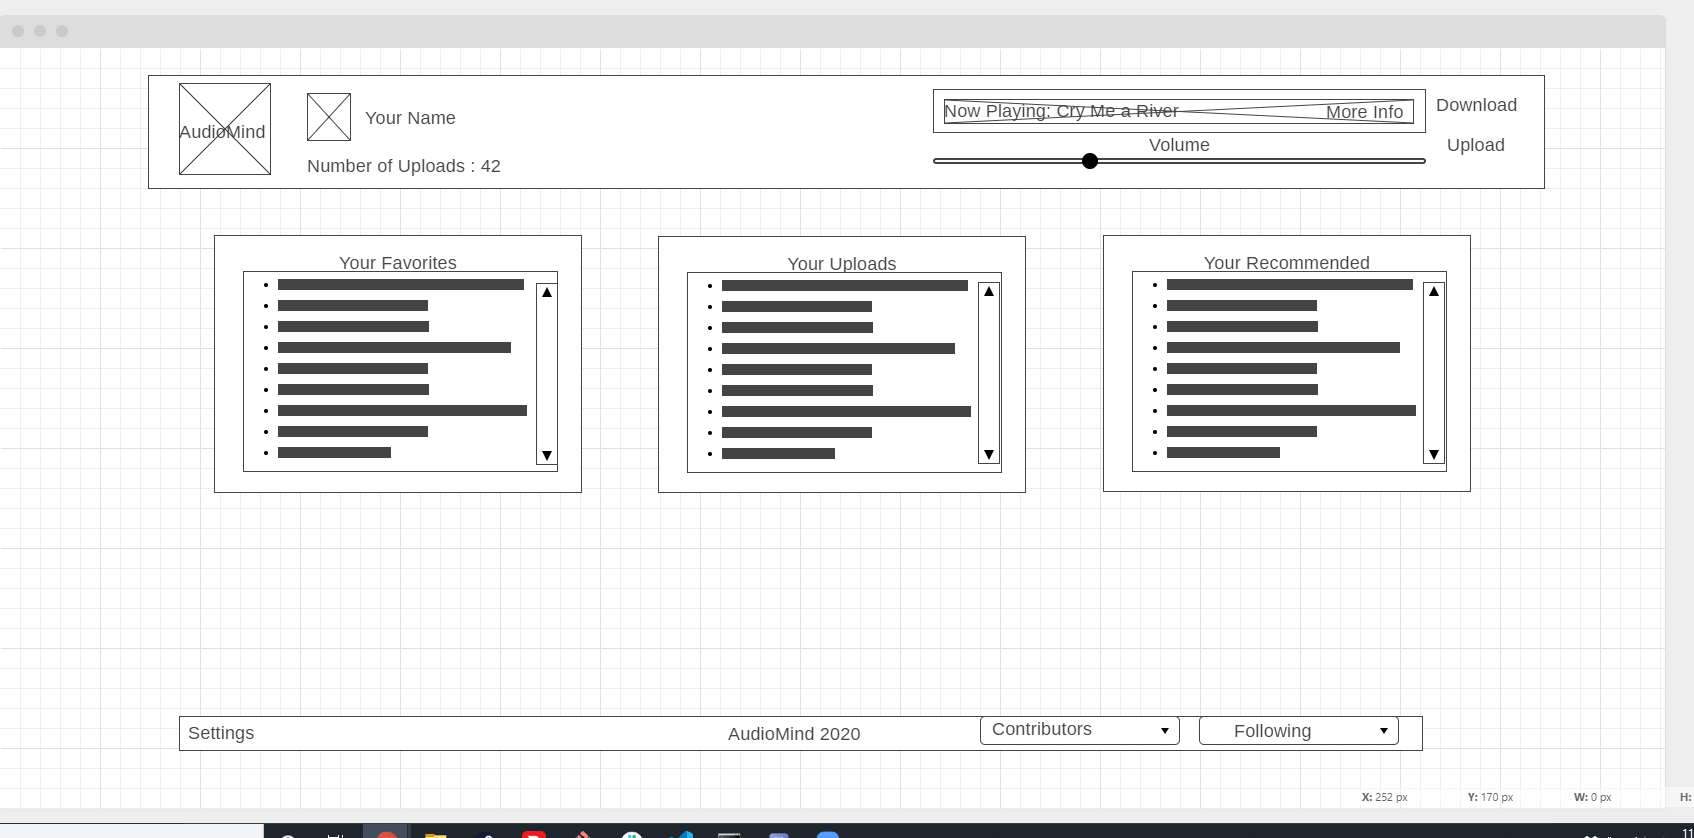 AudioMind
Your Name
Number of Uploads : 42
Now Playing: Cry Me a River
More Info
Download
Volume
Upload
Your Favorites
Your Uploads
Your Recommended
Settings
AudioMind 2020
Contributors
Following
X: 252 px
Y: 170 px
W: 0 px
H: